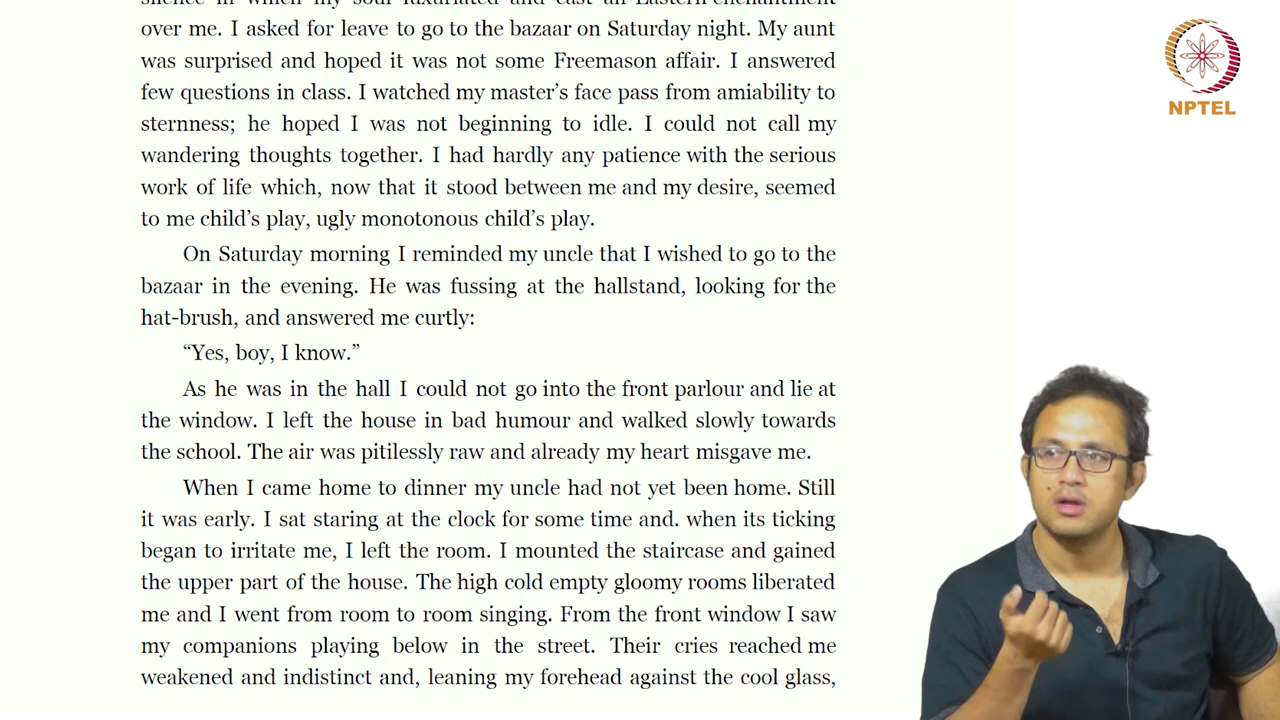 silence in which my soul luxuriated and cast an Eastern enchantment
over me. I asked for leave to go to the bazaar on Saturday night. My aunt
was surprised and hoped it was not some Freemason affair. I answered
few questions in class. I watched my master’s face pass from amiability to
sternness; he hoped I was not beginning to idle. I could not call my
wandering thoughts together. I had hardly any patience with the serious
work of life which, now that it stood between me and my desire, seemed
to me child’s play, ugly monotonous child’s play.
On Saturday morning I reminded my uncle that I wished to go to the
bazaar in the evening. He was fussing at the hallstand, looking for the
hat-brush, and answered me curtly:
“Yes, boy, I know.”
As he was in the hall I could not go into the front parlour and lie at
the window. I left the house in bad humour and walked slowly towards
the school. The air was pitilessly raw and already my heart misgave me.
When I came home to dinner my uncle had not yet been home. Still
it was early. I sat staring at the clock for some time and. when its ticking
began to irritate me, I left the room. I mounted the staircase and gained
the upper part of the house. The high cold empty gloomy rooms liberated
me and I went from room to room singing. From the front window I saw
my companions playing below in the street. Their cries reached me
weakened and indistinct and, leaning my forehead against the cool glass,
NPTEL